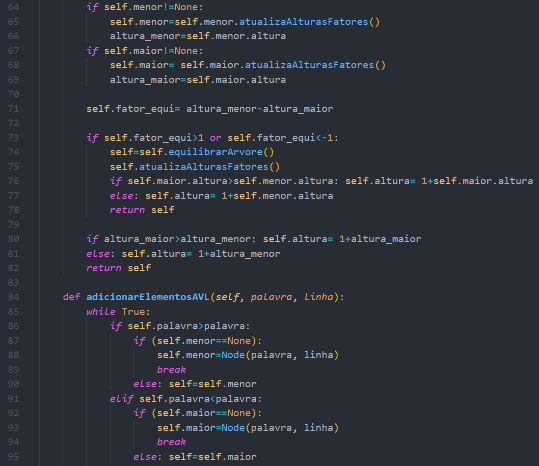 64 if self.menor!=None:
65 self.menor=self.menor.atualizaAlturasFatores()
66 altura_menor=self.menor.altura
67 if self.maior!=None:
68 self.maior= self.maior.atualizaAlturasFatores()
69 altura_maior=self.maior.altura
70
71 self.fator_equi= altura_menor-altura_maior
72
73 if self.fator_equi>1 or self.fator_equi<-1:
74 self=self.equilibrarArvore()
75 self.atualizaAlturasFatores()
76 if self.maior.altura>self.menor.altura: self.altura= 1+self.maior.altura
77 else: self.altura= 1+self.menor.altura
78 return self
79
80 if altura_maior>altura_menor: self.altura= 1+altura_maior
81 else: self.altura= 1+altura_menor
82 return self
83
84 def adicionarElementosAVL(self, palavra, linha):
85 while True:
86 if self.palavra>palavra:
87 if (self.menor==None):
88 self.menor=Node(palavra, linha)
89 break
90 else: self=self.menor
91 elif self.palavra<palavra:
92 if (self.maior==None):
93 self.maior=Node(palavra, linha)
94 break
95 else: self=self.maior